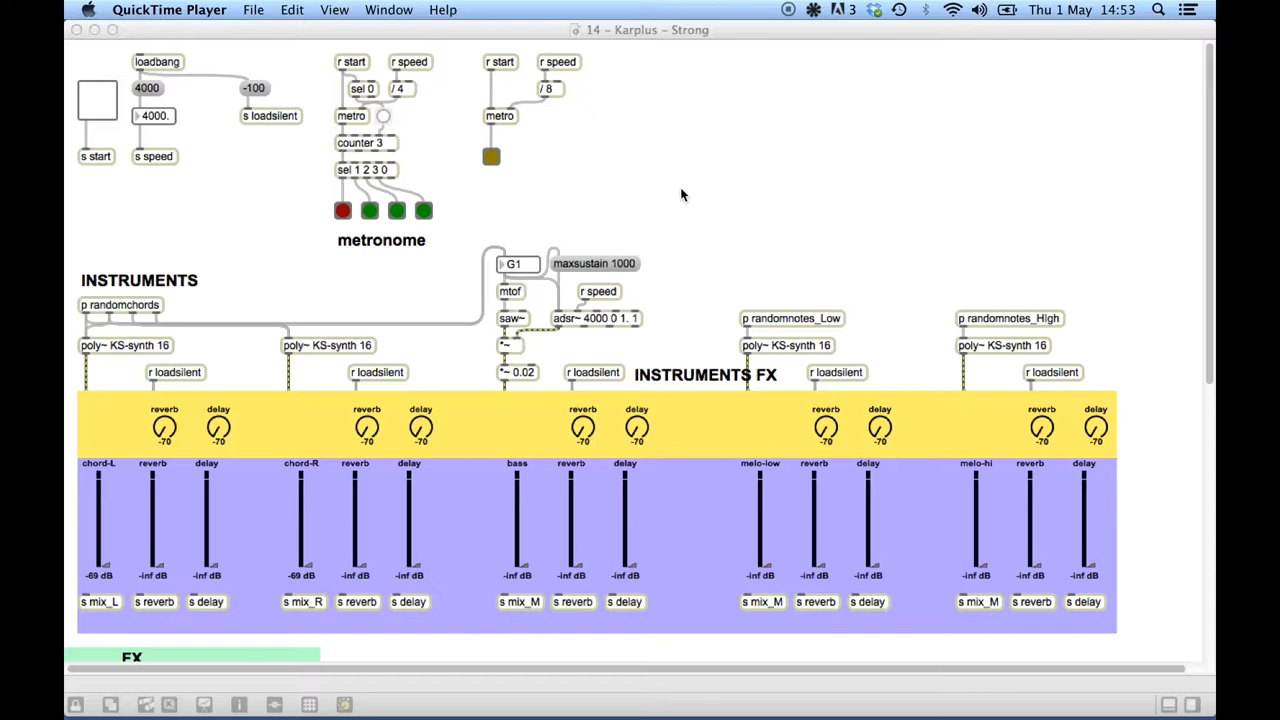 QuickTime Player File Edit View Window Help 3 Thu 1 May 14:53
14 – Karplus – Strong
loadbang r start r speed r start r speed
4000 -100 sel 0 / 4 / 8
4000. s loadsilent metro metro
counter 3
s start s speed
sel 1 2 3 0
metronome
G1 maxsustain 1000
INSTRUMENTS
mtof r speed
p randomchords
saw~ adsr~ 4000 0 1. 1 p randomnotes_Low p randomnotes_High
poly~ KS-synth 16 poly~ KS-synth 16 *~ poly~ KS-synth 16 poly~ KS-synth 16
r loadsilent r loadsilent *~ 0.02 r loadsilent INSTRUMENTS FX r loadsilent r loadsilent
reverb delay reverb delay reverb delay reverb delay reverb delay
-70 -70 -70 -70 -70 -70 -70 -70 -70 -70
chord-L reverb delay chord-R reverb delay bass reverb delay melo-low reverb delay melo-hi reverb delay
-69 dB -inf dB -inf dB -69 dB -inf dB -inf dB -inf dB -inf dB -inf dB -inf dB -inf dB -inf dB -inf dB -inf dB -inf dB
s mix_L s reverb s delay s mix_R s reverb s delay s mix_M s reverb s delay s mix_M s reverb s delay s mix_M s reverb s delay
FX